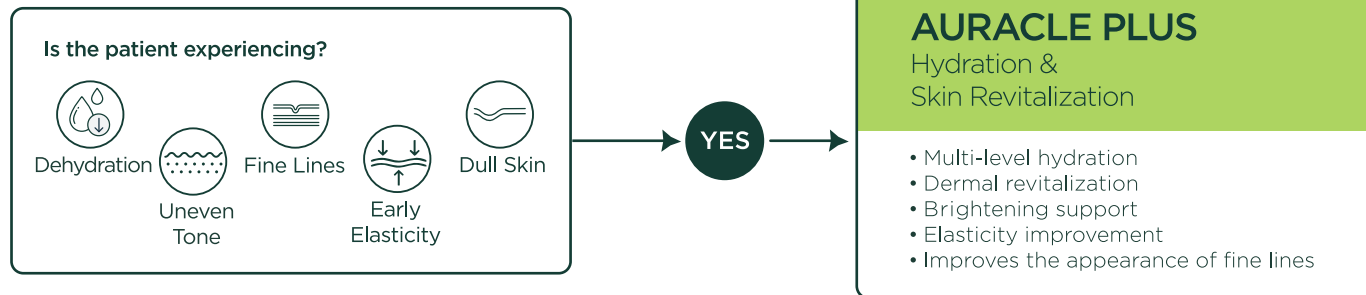 Is the patient experiencing?
Dehydration
Uneven
Tone
Fine Lines
Early
Elasticity
Dull Skin
YES
AURACLE PLUS
Hydration &
Skin Revitalization
• Multi-level hydration
• Dermal revitalization
• Brightening support
• Elasticity improvement
• Improves the appearance of fine lines